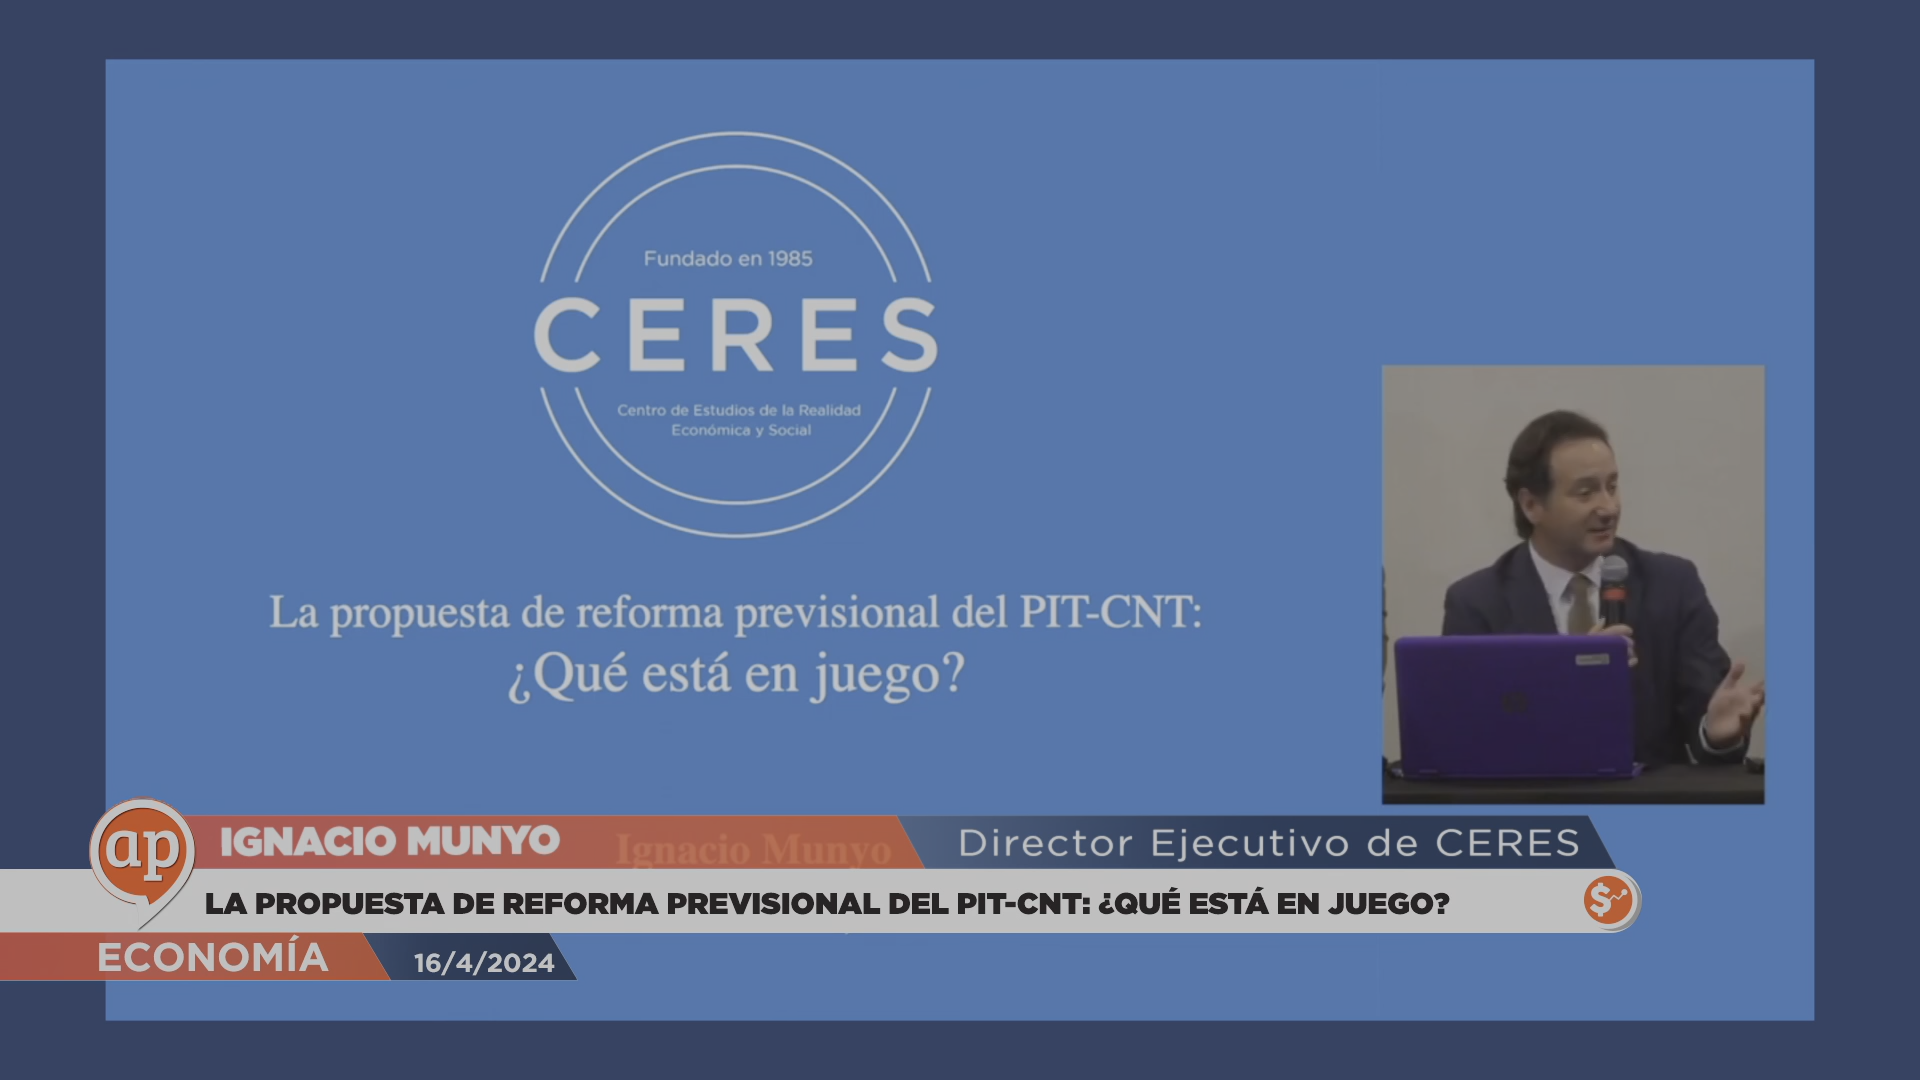 Fundado en 1985
CERES
Centro de Estudios de la Realidad
Económica y Social
La propuesta de reforma previsional del PIT-CNT:
¿Qué está en juego?
ap
IGNACIO MUNYO
Ignacio Munyo
Director Ejecutivo de CERES
LA PROPUESTA DE REFORMA PREVISIONAL DEL PIT-CNT: ¿QUÉ ESTÁ EN JUEGO?
$
ECONOMÍA
16/4/2024